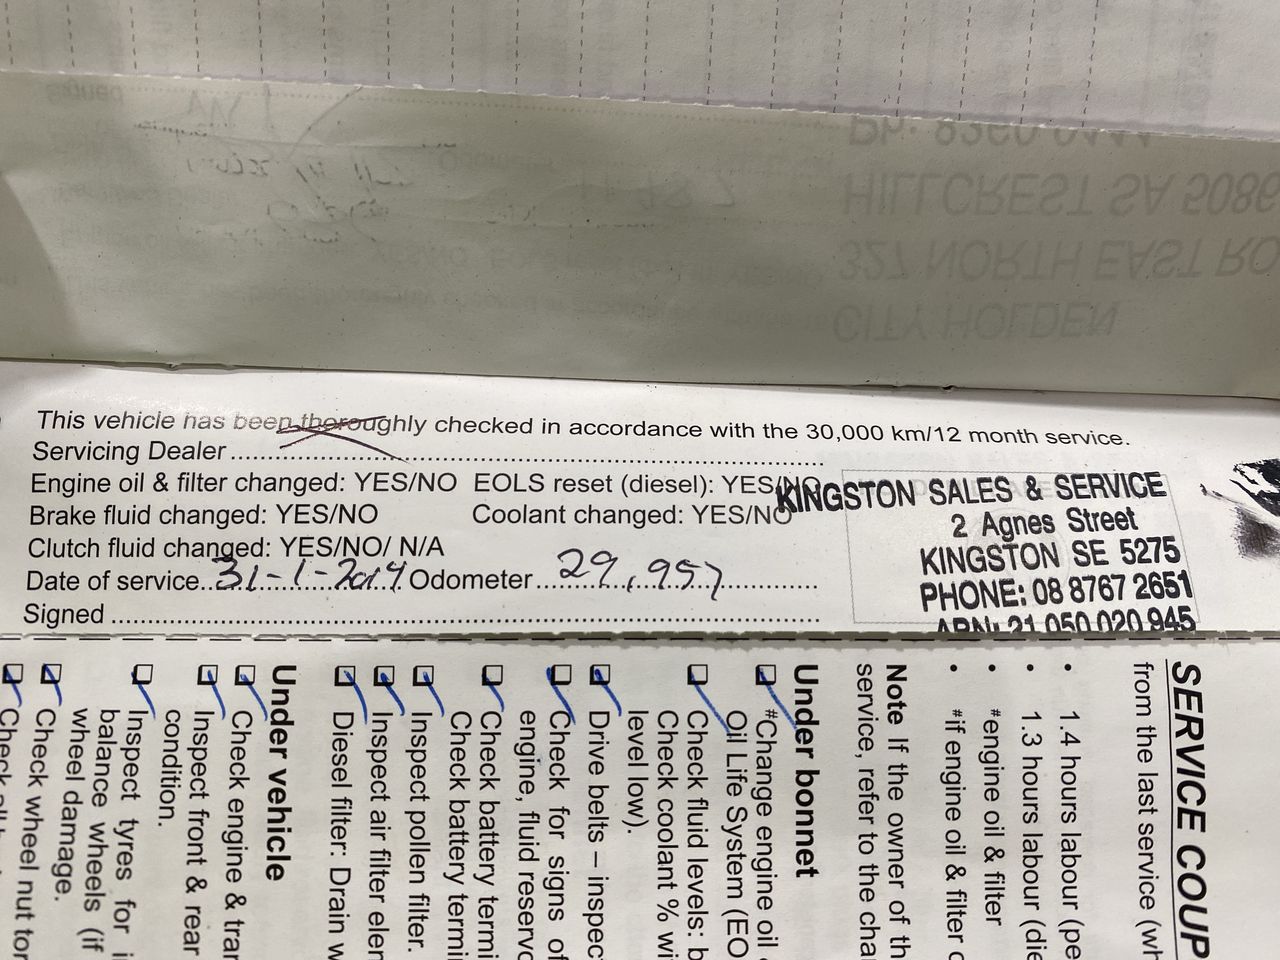 This vehicle has been thoroughly checked in accordance with the 30,000 km/12 month service.
Servicing Dealer
Engine oil & filter changed: YES/NO EOLS reset (diesel): YES/NO
Brake fluid changed: YES/NO Coolant changed: YES/NO
Clutch fluid changed: YES/NO/ N/A
Date of service 31-1-2014 Odometer 29,957
Signed
KINGSTON SALES & SERVICE
2 Agnes Street
KINGSTON SE 5275
PHONE: 08 8767 2651
ABN: 21 050 020 945
CITY HOLDEN
327 NORTH EAST RO
HILLCREST SA 5086
SERVICE COUP
from the last service (wh
• 1.4 hours labour (pe
• 1.3 hours labour (die
• #engine oil & filter
• #if engine oil & filter c
Note If the owner of th
service, refer to the cha
Under bonnet
#Change engine oil
Oil Life System (EO
Check fluid levels: b
Check coolant % wi
level low).
Drive belts – inspec
Check for signs of
engine, fluid reservo
Check battery termi
Check battery termi
Inspect pollen filter.
Inspect air filter elem
Diesel filter: Drain w
Under vehicle
Check engine & tran
Inspect front & rear
condition.
Inspect tyres for
balance wheels (if
wheel damage.
Check wheel nut tor
Check